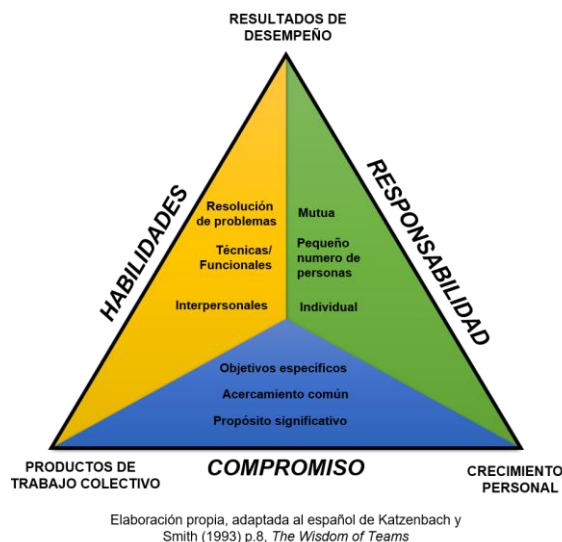 RESULTADOS DE
DESEMPEÑO
HABILIDADES
RESPONSABILIDAD
Resolución
de problemas
Técnicas/
Funcionales
Interpersonales
Mutua
Pequeño
numero de
personas
Individual
Objetivos específicos
Acercamiento común
Propósito significativo
PRODUCTOS DE
TRABAJO COLECTIVO
COMPROMISO
CRECIMIENTO
PERSONAL
Elaboración propia, adaptada al español de Katzenbach y
Smith (1993) p.8, The Wisdom of Teams